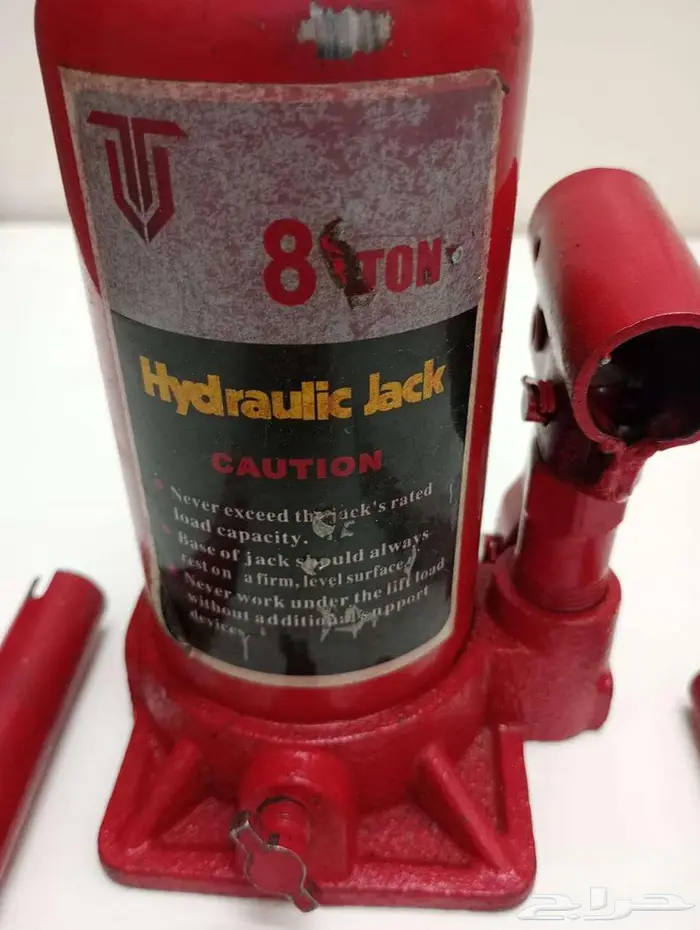 8 TON
Hydraulic Jack
CAUTION
• Never exceed the jack's rated
load capacity.
• Base of jack should always
rest on a firm, level surface.
Never work under the lift load
without additional support
devices
حراج